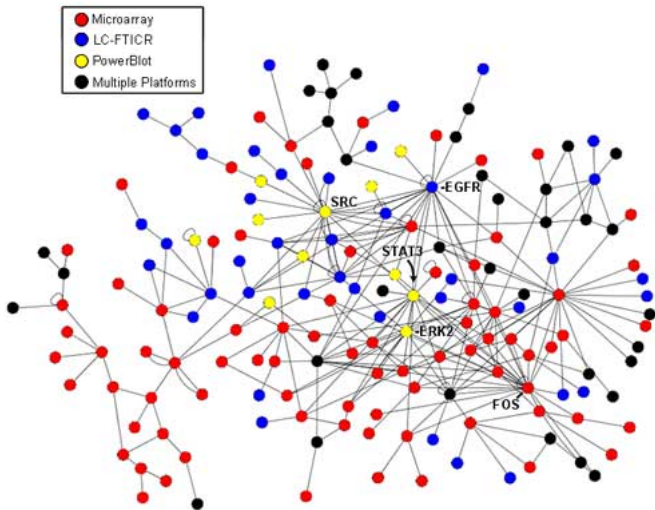 Microarray
LC-FTICR
PowerBlot
Multiple Platforms
SRC
-EGFR
STAT3
-ERK2
FOS